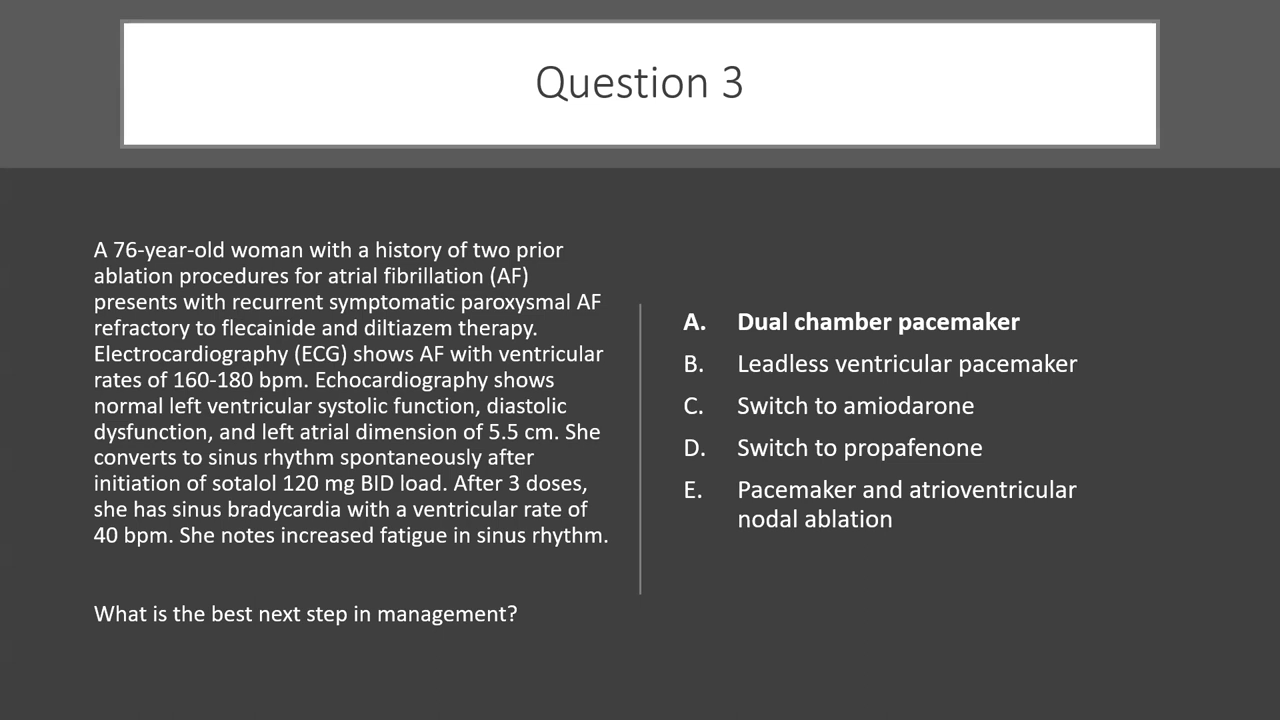 Question 3
A 76-year-old woman with a history of two prior
ablation procedures for atrial fibrillation (AF)
presents with recurrent symptomatic paroxysmal AF
refractory to flecainide and diltiazem therapy.
Electrocardiography (ECG) shows AF with ventricular
rates of 160-180 bpm. Echocardiography shows
normal left ventricular systolic function, diastolic
dysfunction, and left atrial dimension of 5.5 cm. She
converts to sinus rhythm spontaneously after
initiation of sotalol 120 mg BID load. After 3 doses,
she has sinus bradycardia with a ventricular rate of
40 bpm. She notes increased fatigue in sinus rhythm.
What is the best next step in management?
A. Dual chamber pacemaker
B. Leadless ventricular pacemaker
C. Switch to amiodarone
D. Switch to propafenone
E. Pacemaker and atrioventricular
nodal ablation